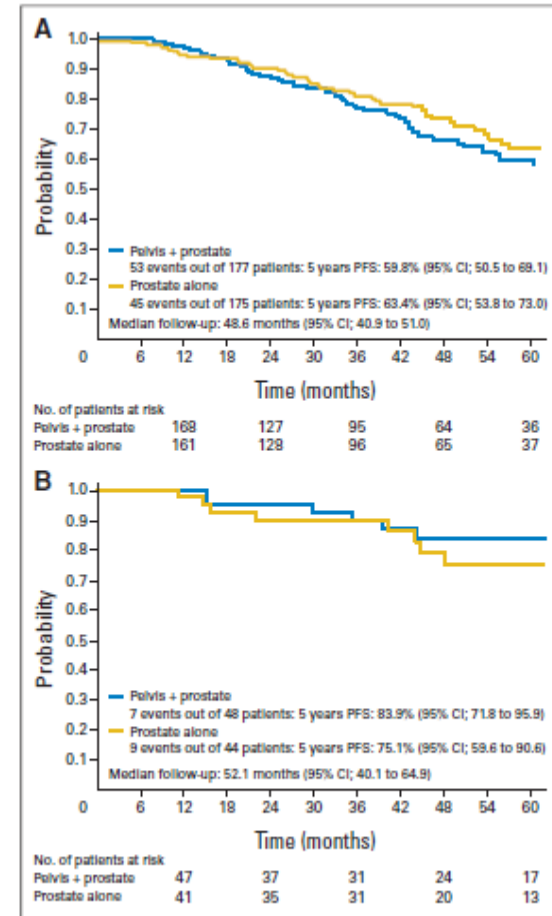 A
1.0
0.9
0.8
0.7
0.6
0.5
0.4
0.3
0.2
0.1
Probability
Pelvis + prostate
53 events out of 177 patients: 5 years PFS: 59.8% (95% CI; 50.5 to 69.1)
Prostate alone
45 events out of 175 patients: 5 years PFS: 63.4% (95% CI; 53.8 to 73.0)
Median follow-up: 48.6 months (95% CI; 40.9 to 51.0)
0 6 12 18 24 30 36 42 48 54 60
Time (months)
No. of patients at risk
Pelvis + prostate 168 127 95 64 36
Prostate alone 161 128 96 65 37
B
1.0
0.9
0.8
0.7
0.6
0.5
0.4
0.3
0.2
0.1
Probability
Pelvis + prostate
7 events out of 48 patients: 5 years PFS: 83.9% (95% CI; 71.8 to 95.9)
Prostate alone
9 events out of 44 patients: 5 years PFS: 75.1% (95% CI; 59.6 to 90.6)
Median follow-up: 52.1 months (95% CI; 40.1 to 64.9)
0 6 12 18 24 30 36 42 48 54 60
Time (months)
No. of patients at risk
Pelvis + prostate 47 37 31 24 17
Prostate alone 41 35 31 20 13